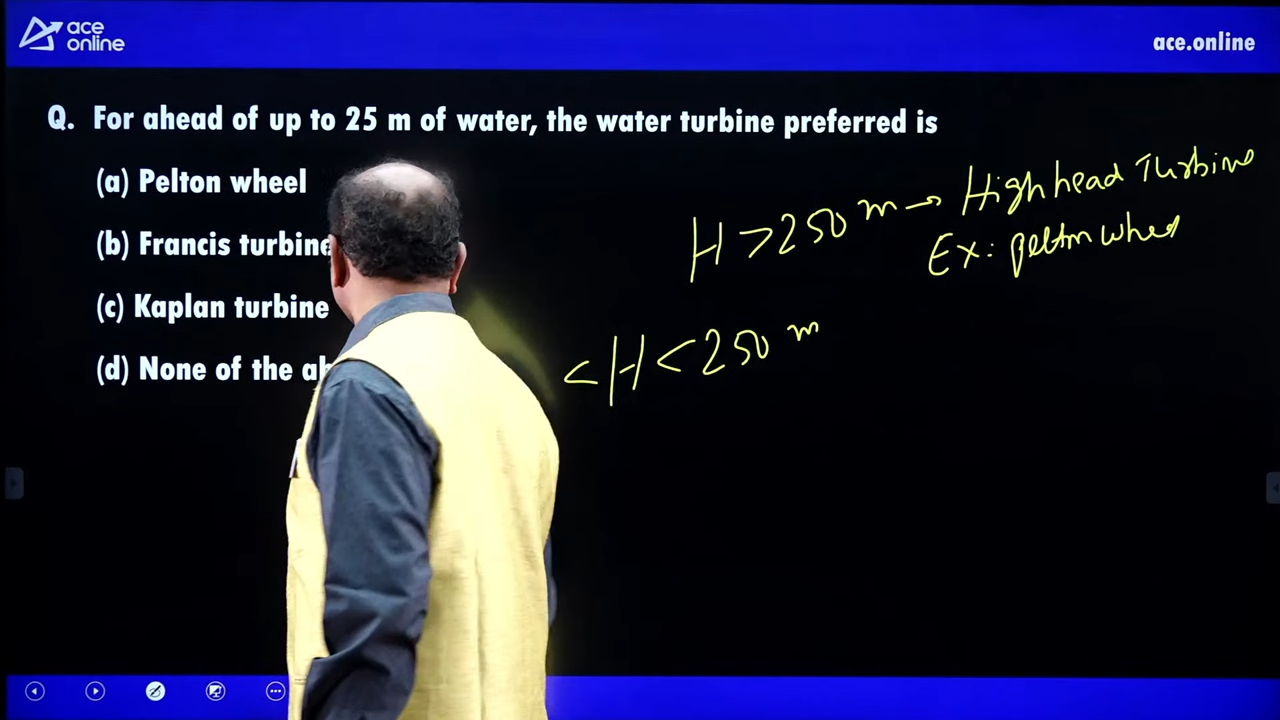 ace
online
ace.online
Q. For ahead of up to 25 m of water, the water turbine preferred is
(a) Pelton wheel
(b) Francis turbine
(c) Kaplan turbine
(d) None of the ab
H > 250 m → High head Turbine
Ex: pelton wheel
< H < 250 m